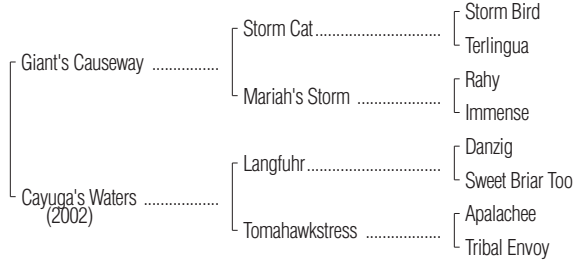 Storm Bird
Storm Cat
Terlingua
Giant's Causeway
Rahy
Mariah's Storm
Immense
Danzig
Langfuhr
Sweet Briar Too
Cayuga's Waters
(2002)
Apalachee
Tomahawkstress
Tribal Envoy